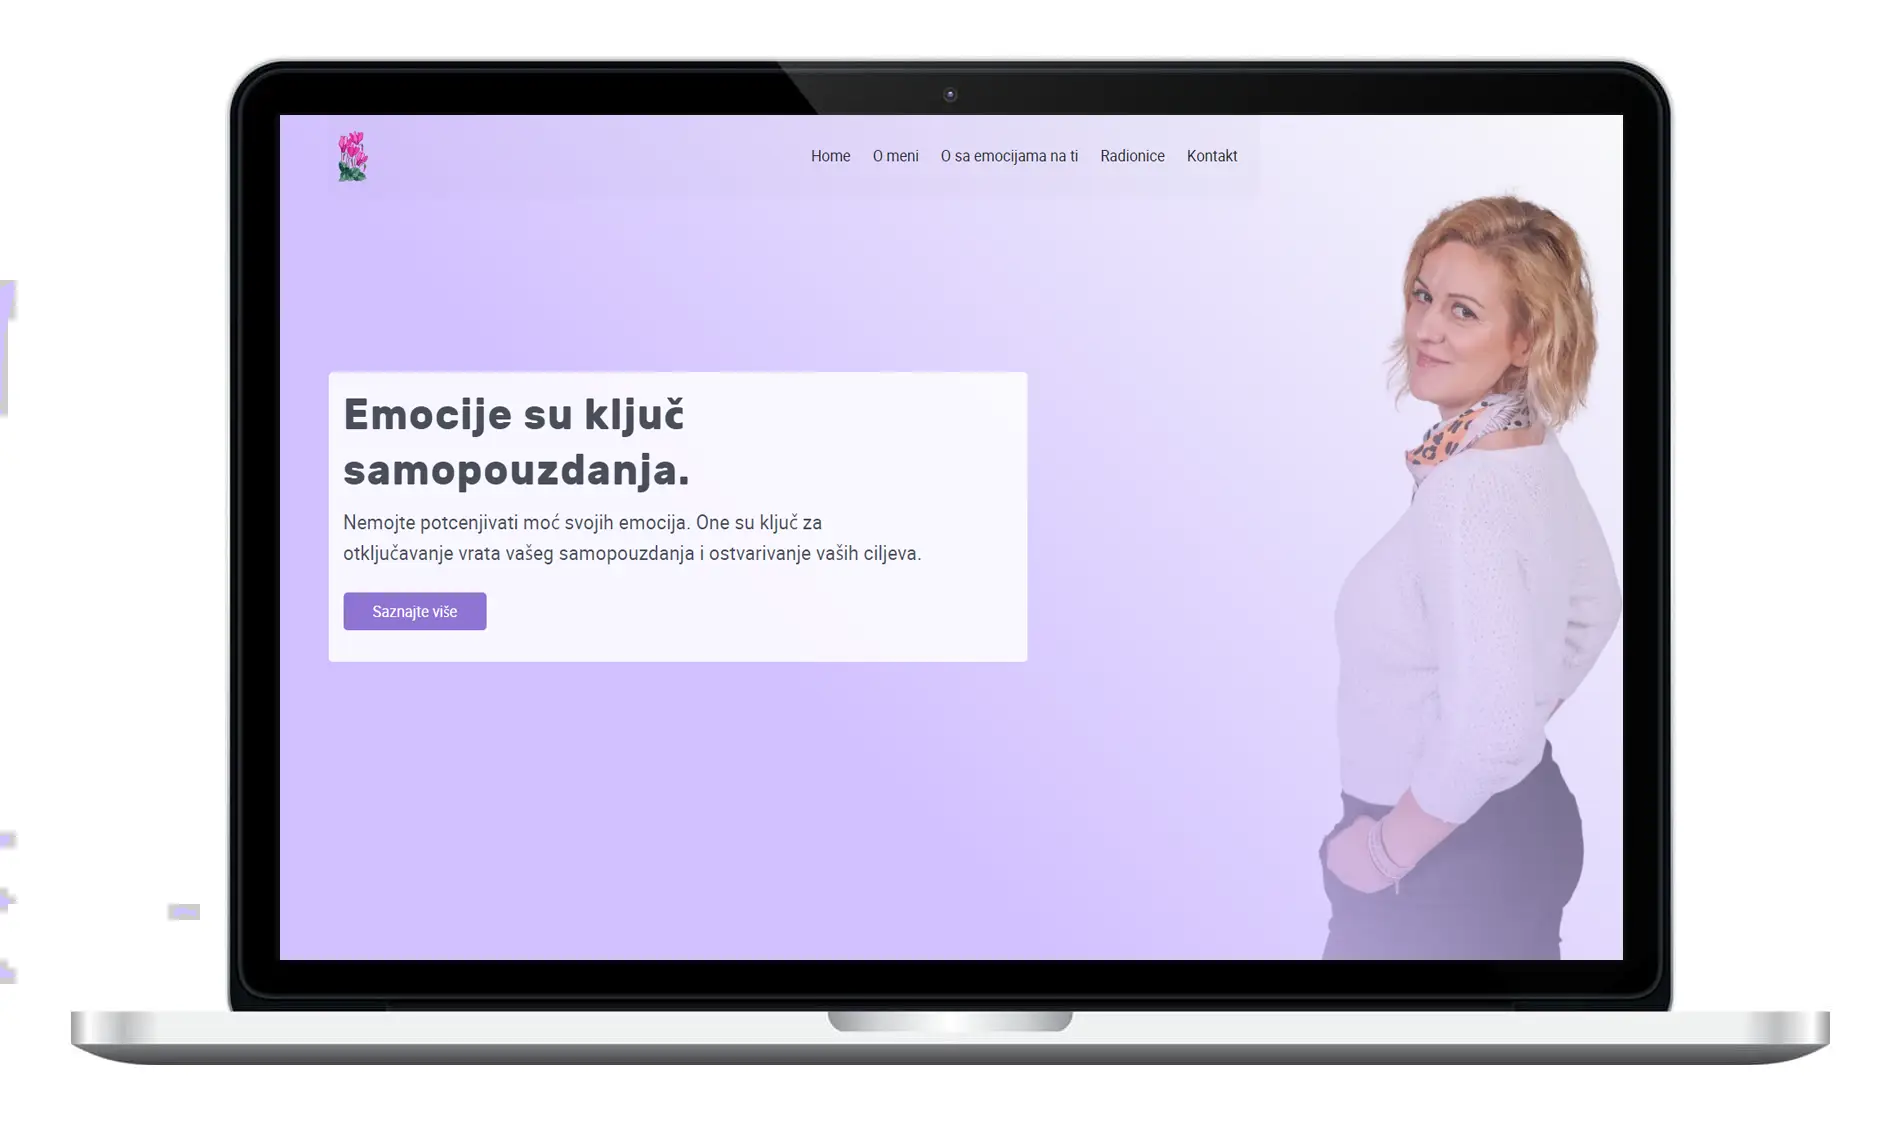 Home O meni O sa emocijama na ti Radionice Kontakt
Emocije su ključ
samopouzdanja.
Nemojte potcenjivati moć svojih emocija. One su ključ za
otključavanje vrata vašeg samopouzdanja i ostvarivanje vaših ciljeva.
Saznajte više